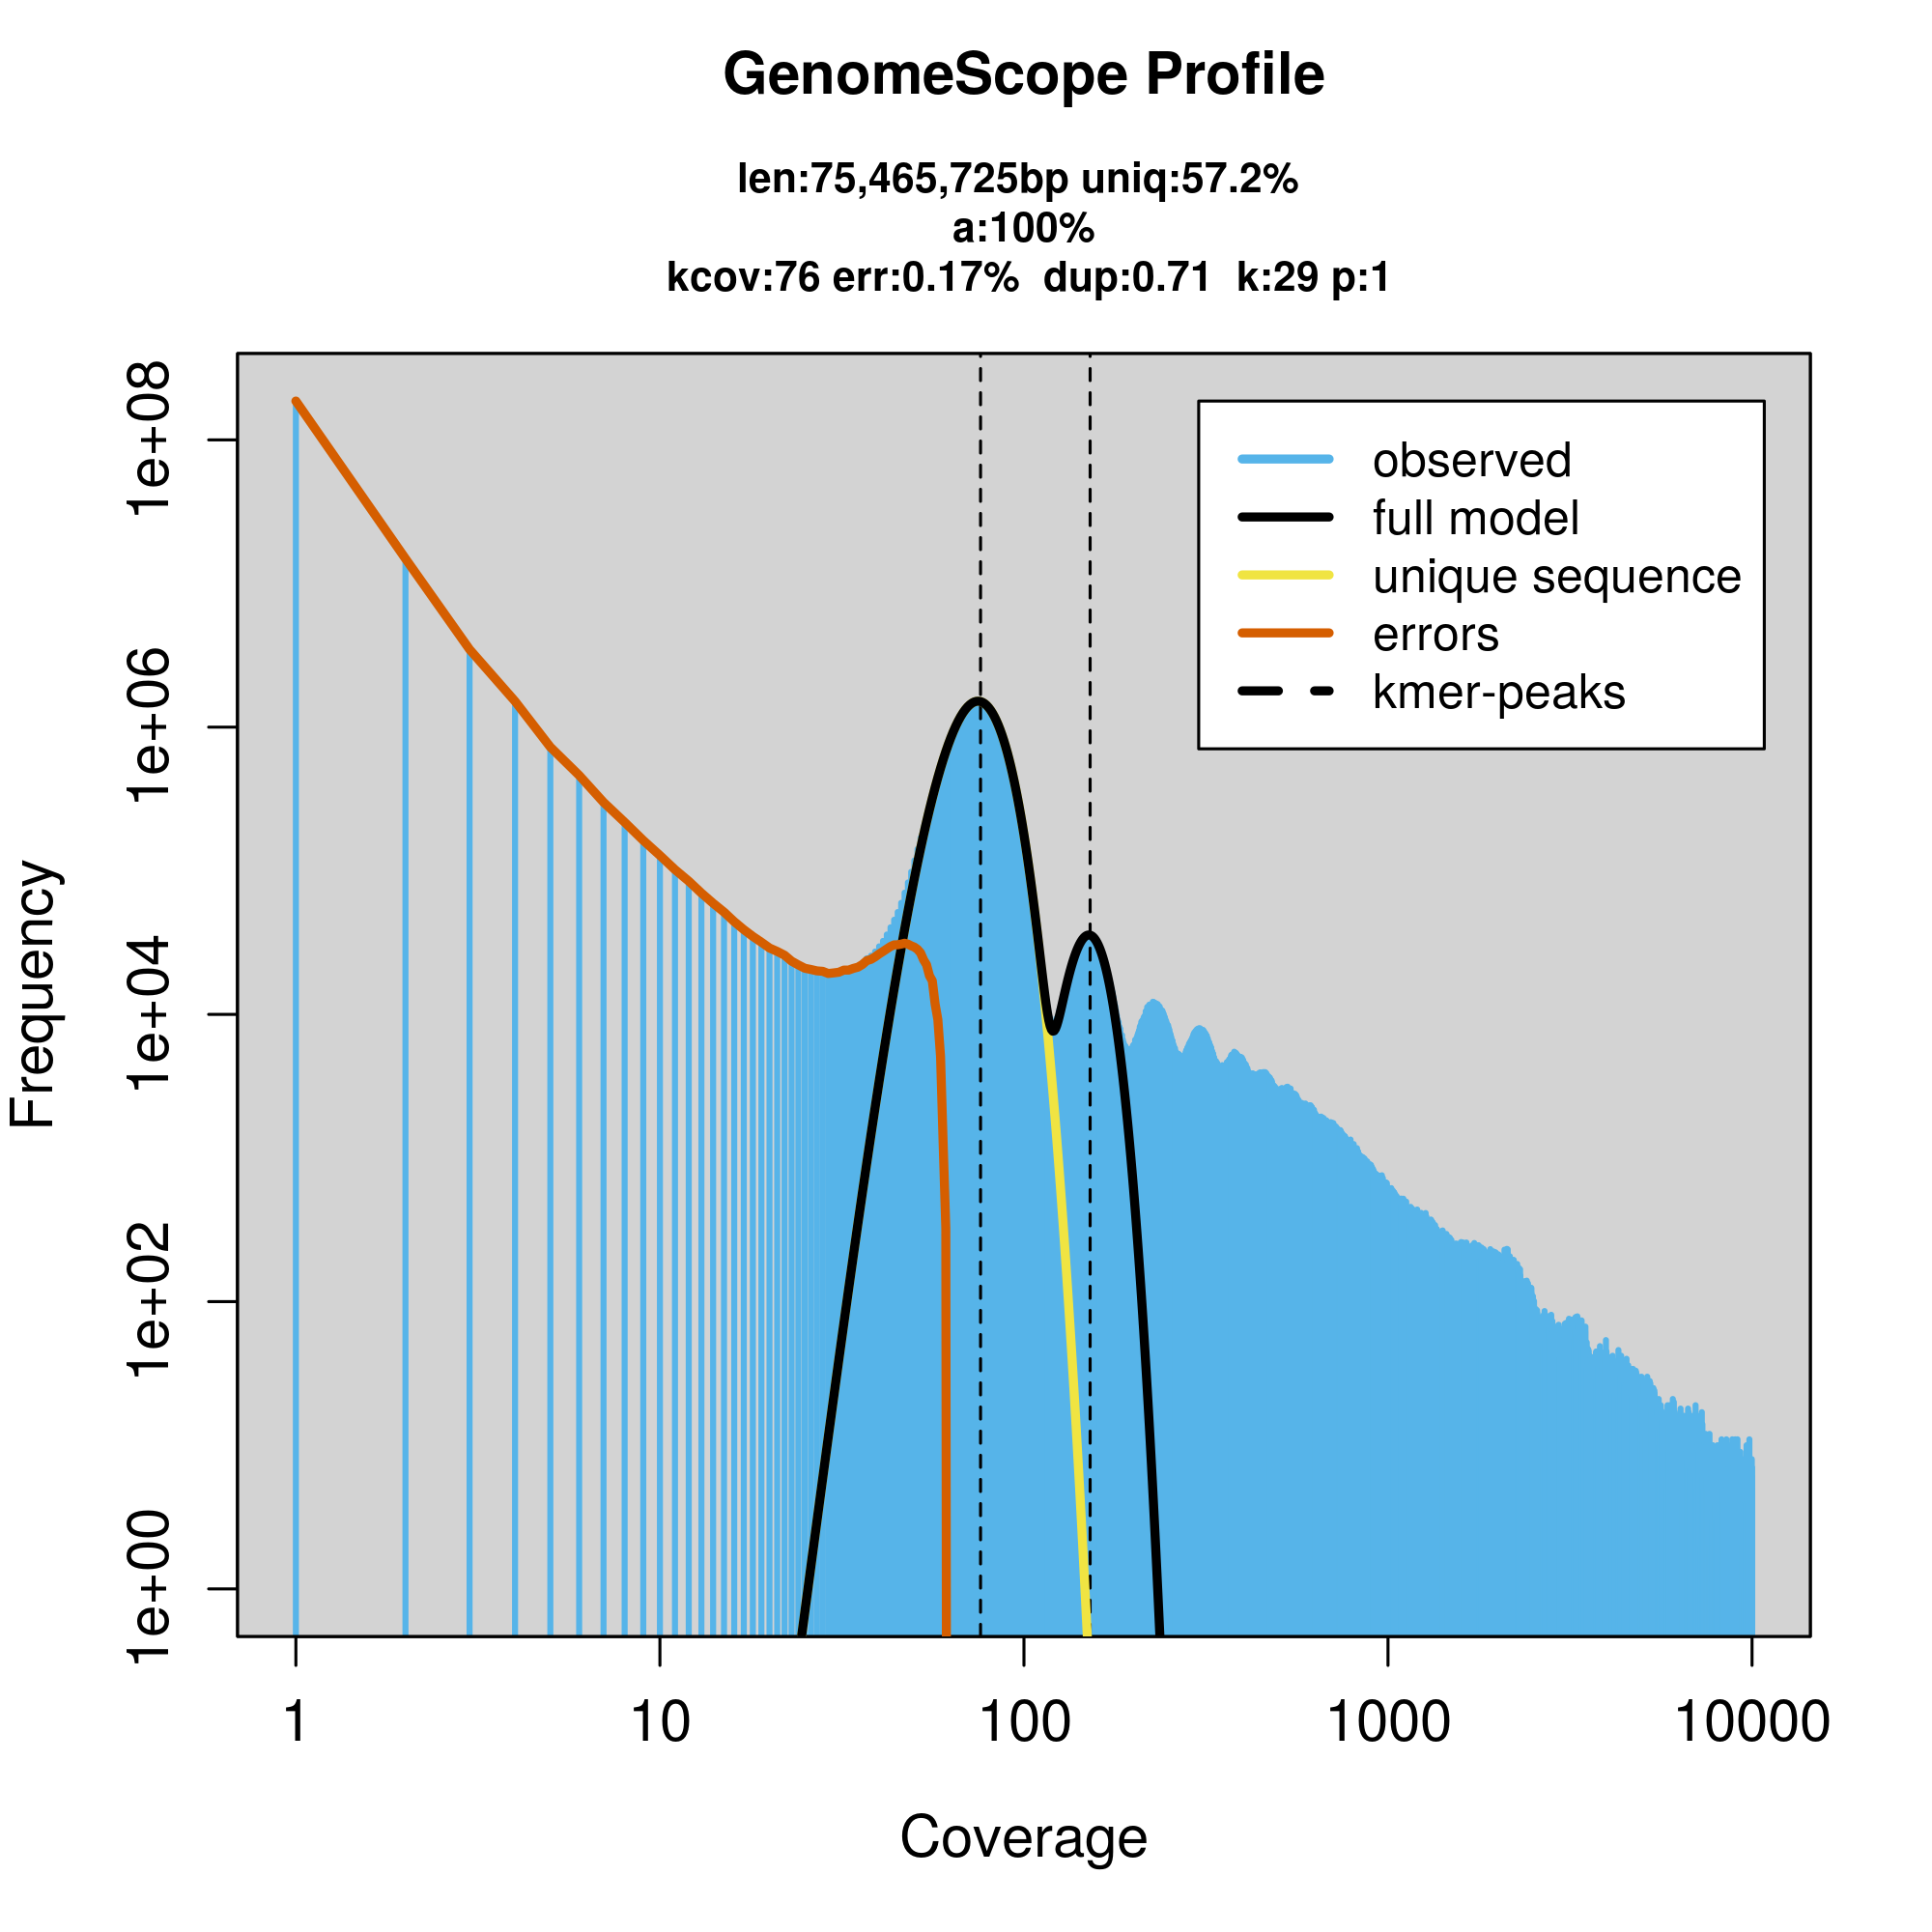 GenomeScope Profile
len:75,465,725bp uniq:57.2%
a:100%
kcov:76 err:0.17% dup:0.71 k:29 p:1
observed
full model
unique sequence
errors
kmer-peaks
Frequency
1e+08
1e+06
1e+04
1e+02
1e+00
1 10 100 1000 10000
Coverage